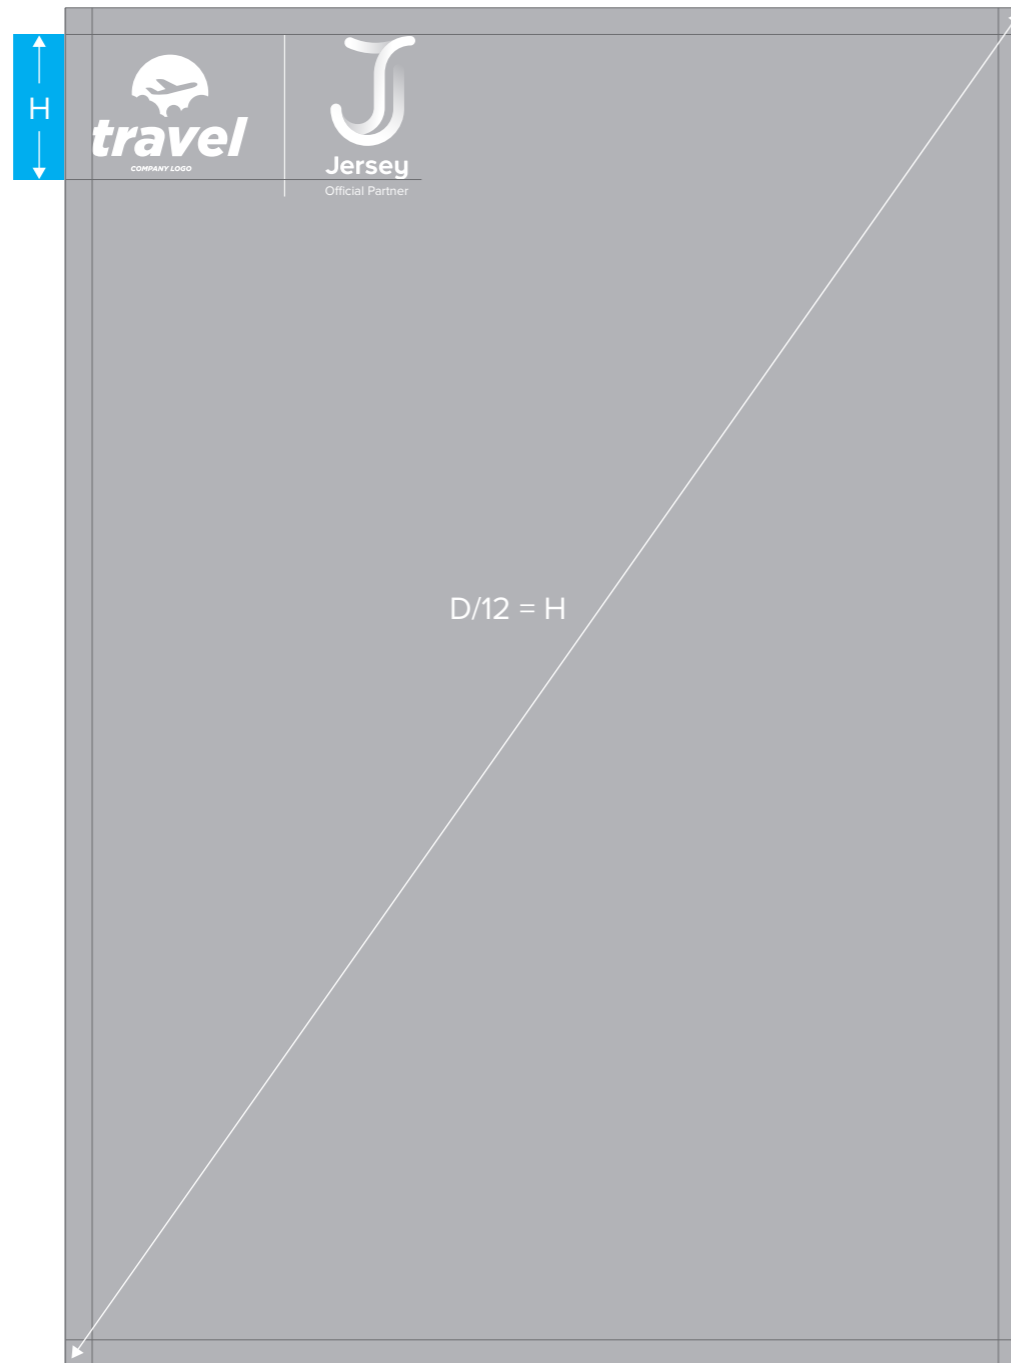 H
travel
COMPANY LOGO
Jersey
Official Partner
D/12 = H